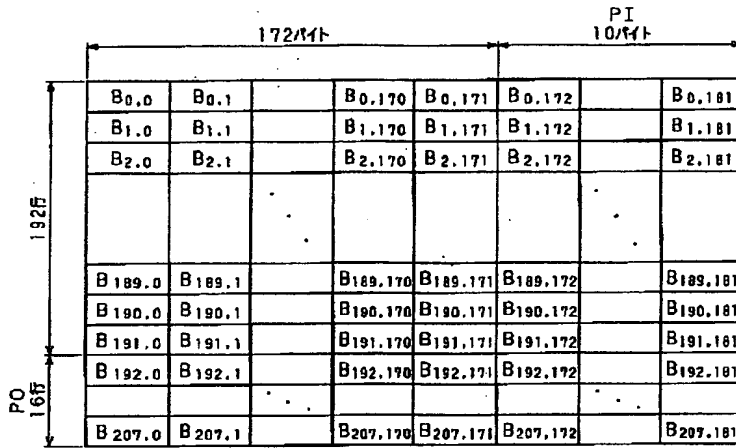 PI
172バイト 10バイト
B0.0 B0.1 B0.170 B0.171 B0.172 B0.181
B1.0 B1.1 B1.170 B1.171 B1.172 B1.181
B2.0 B2.1 B2.170 B2.171 B2.172 B2.181
192行
B189.0 B189.1 B189.170 B189.171 B189.172 B189.181
B190.0 B190.1 B190.170 B190.171 B190.172 B190.181
B191.0 B191.1 B191.170 B191.171 B191.172 B191.181
PO
16行
B192.0 B192.1 B192.170 B192.171 B192.172 B192.181
B207.0 B207.1 B207.170 B207.171 B207.172 B207.181